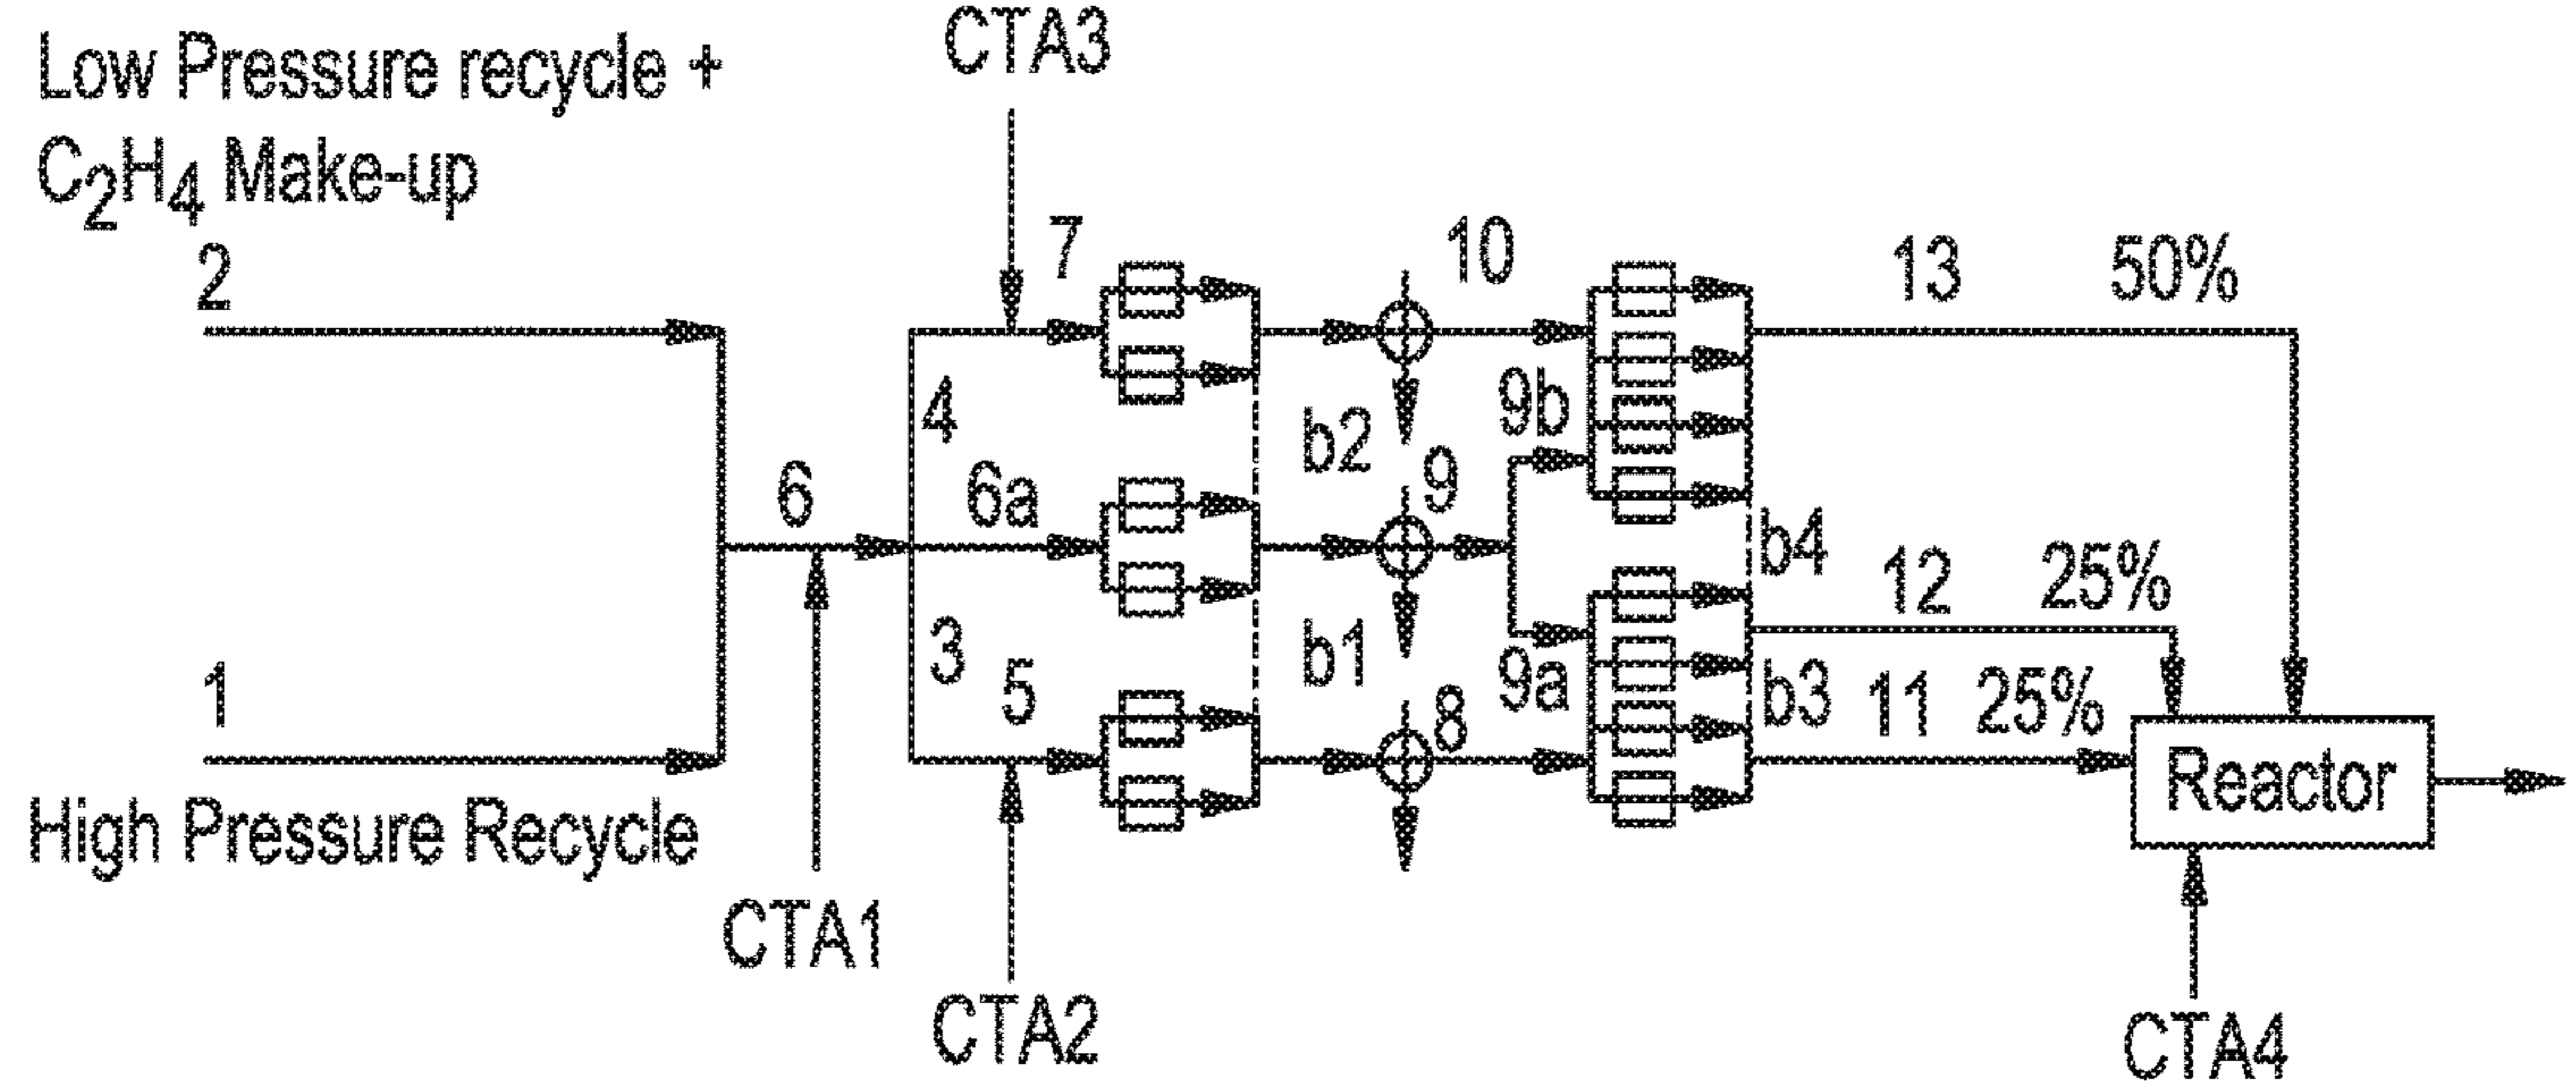 Low Pressure recycle +
C2H4 Make-up
2
1
High Pressure Recycle
6
CTA1
CTA3
7
4
6a
3
5
CTA2
10
b2
9
9b
b1
8
9a
13 50%
b4
12 25%
b3
11 25%
Reactor
CTA4